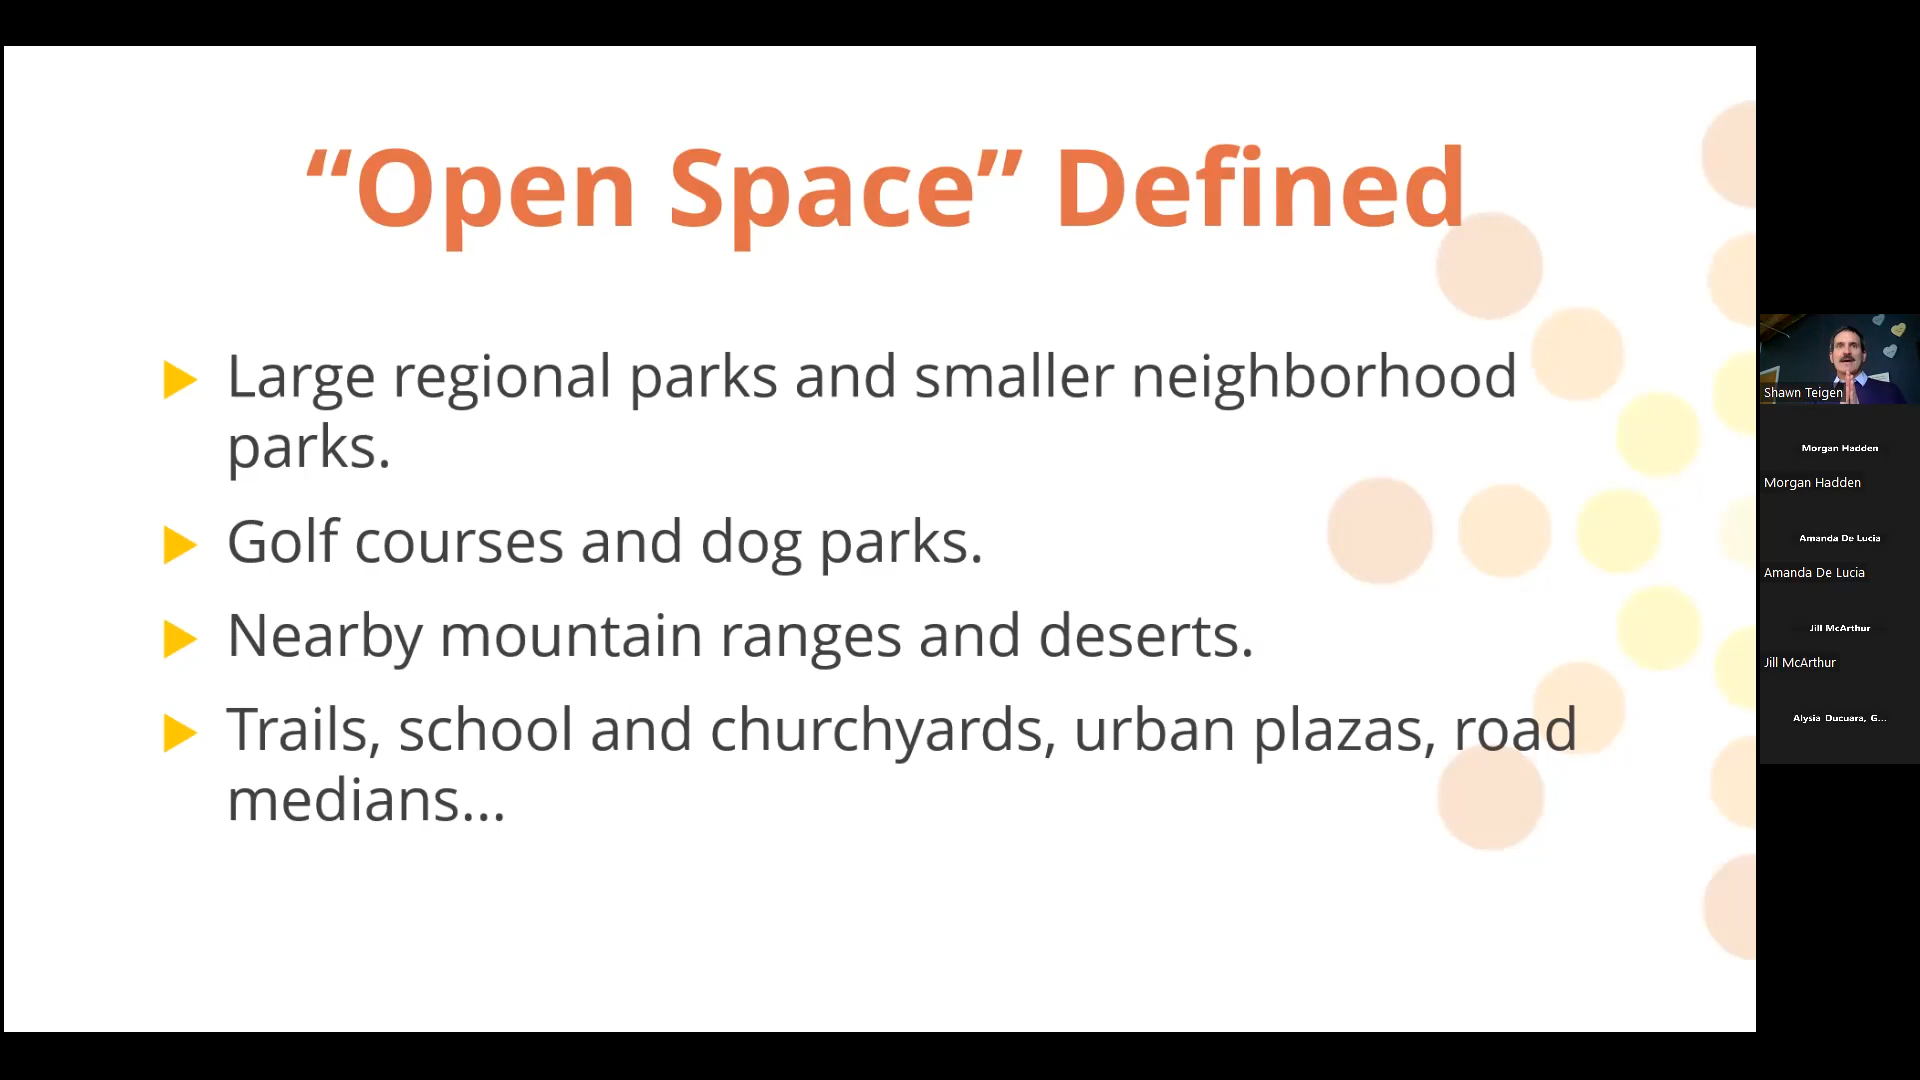 “Open Space” Defined
Large regional parks and smaller neighborhood
parks.
Golf courses and dog parks.
Nearby mountain ranges and deserts.
Trails, school and churchyards, urban plazas, road
medians...
Shawn Teigen
Morgan Hadden
Morgan Hadden
Amanda De Lucia
Amanda De Lucia
Jill McArthur
Jill McArthur
Alysia Ducuara, G...